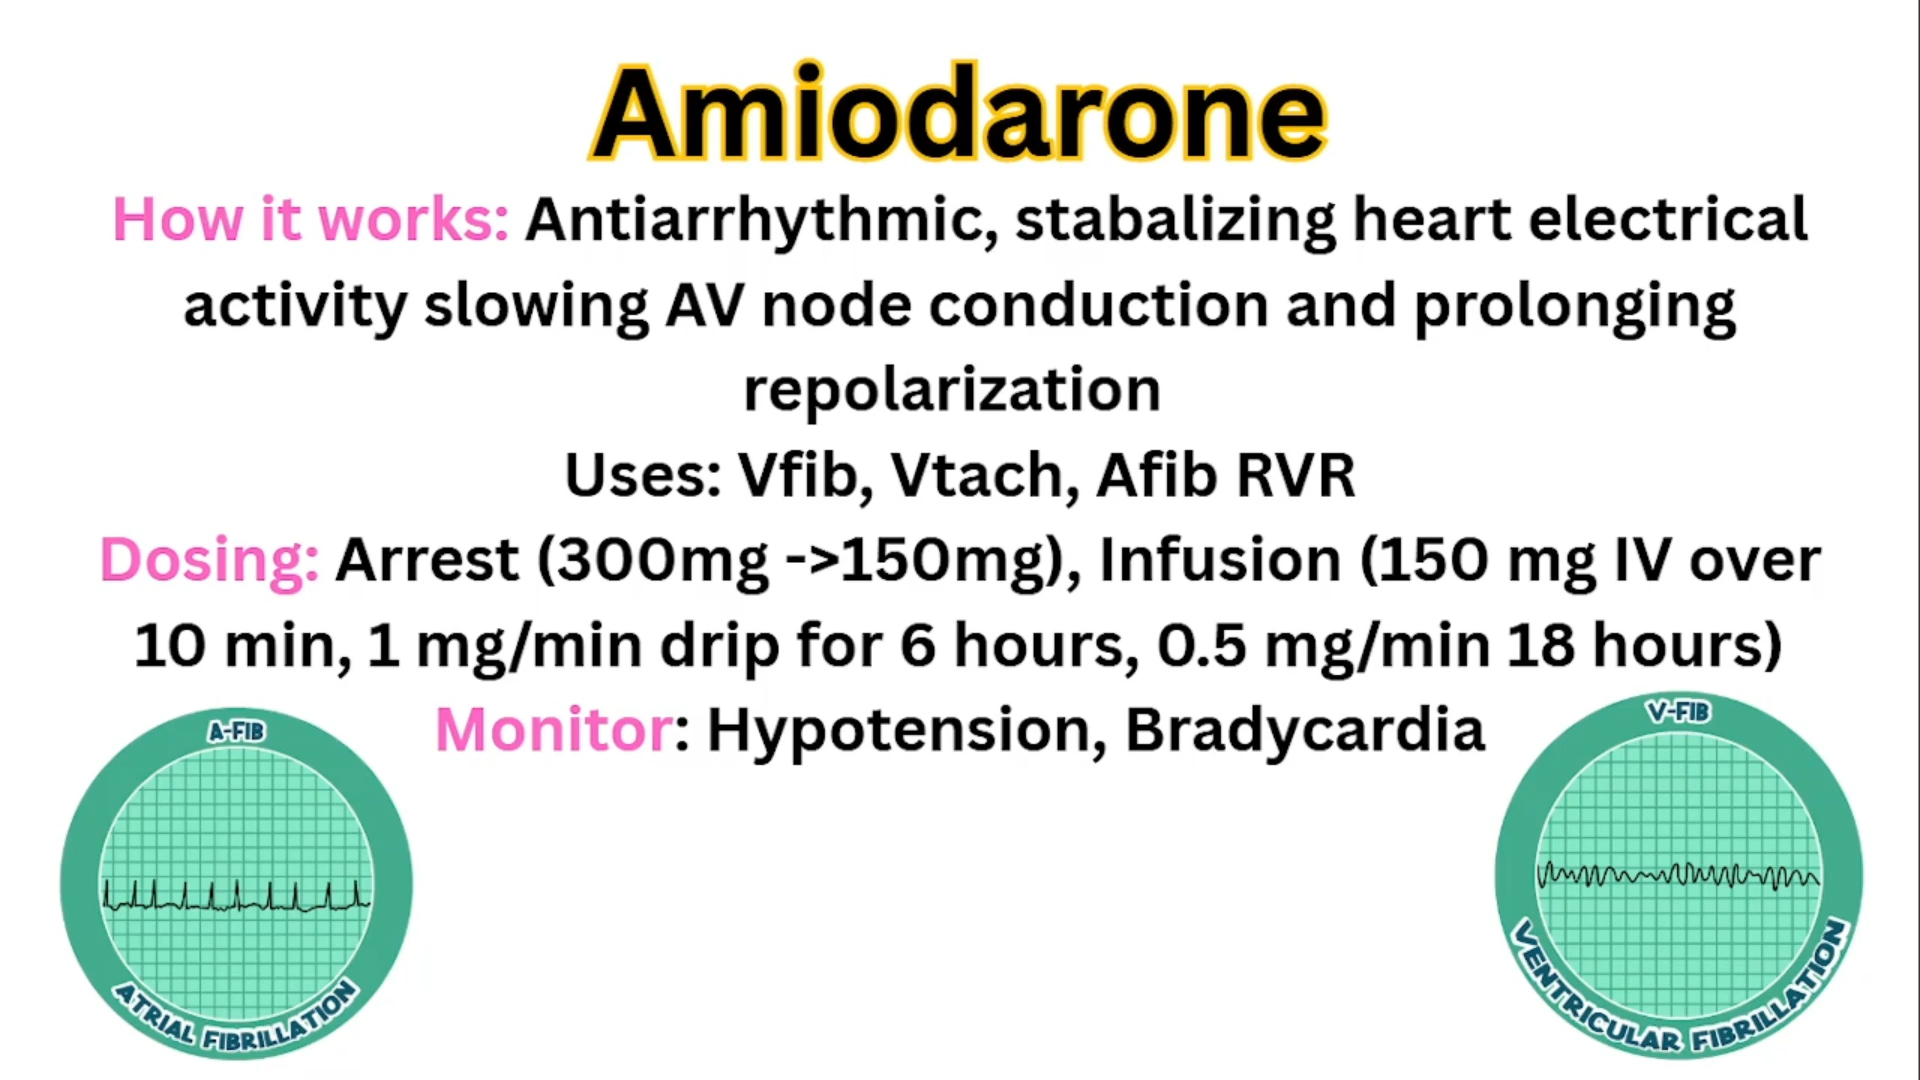 Amiodarone
How it works: Antiarrhythmic, stabalizing heart electrical
activity slowing AV node conduction and prolonging
repolarization
Uses: Vfib, Vtach, Afib RVR
Dosing: Arrest (300mg ->150mg), Infusion (150 mg IV over
10 min, 1 mg/min drip for 6 hours, 0.5 mg/min 18 hours)
Monitor: Hypotension, Bradycardia
A-FIB
ATRIAL FIBRILLATION
V-FIB
VENTRICULAR FIBRILLATION